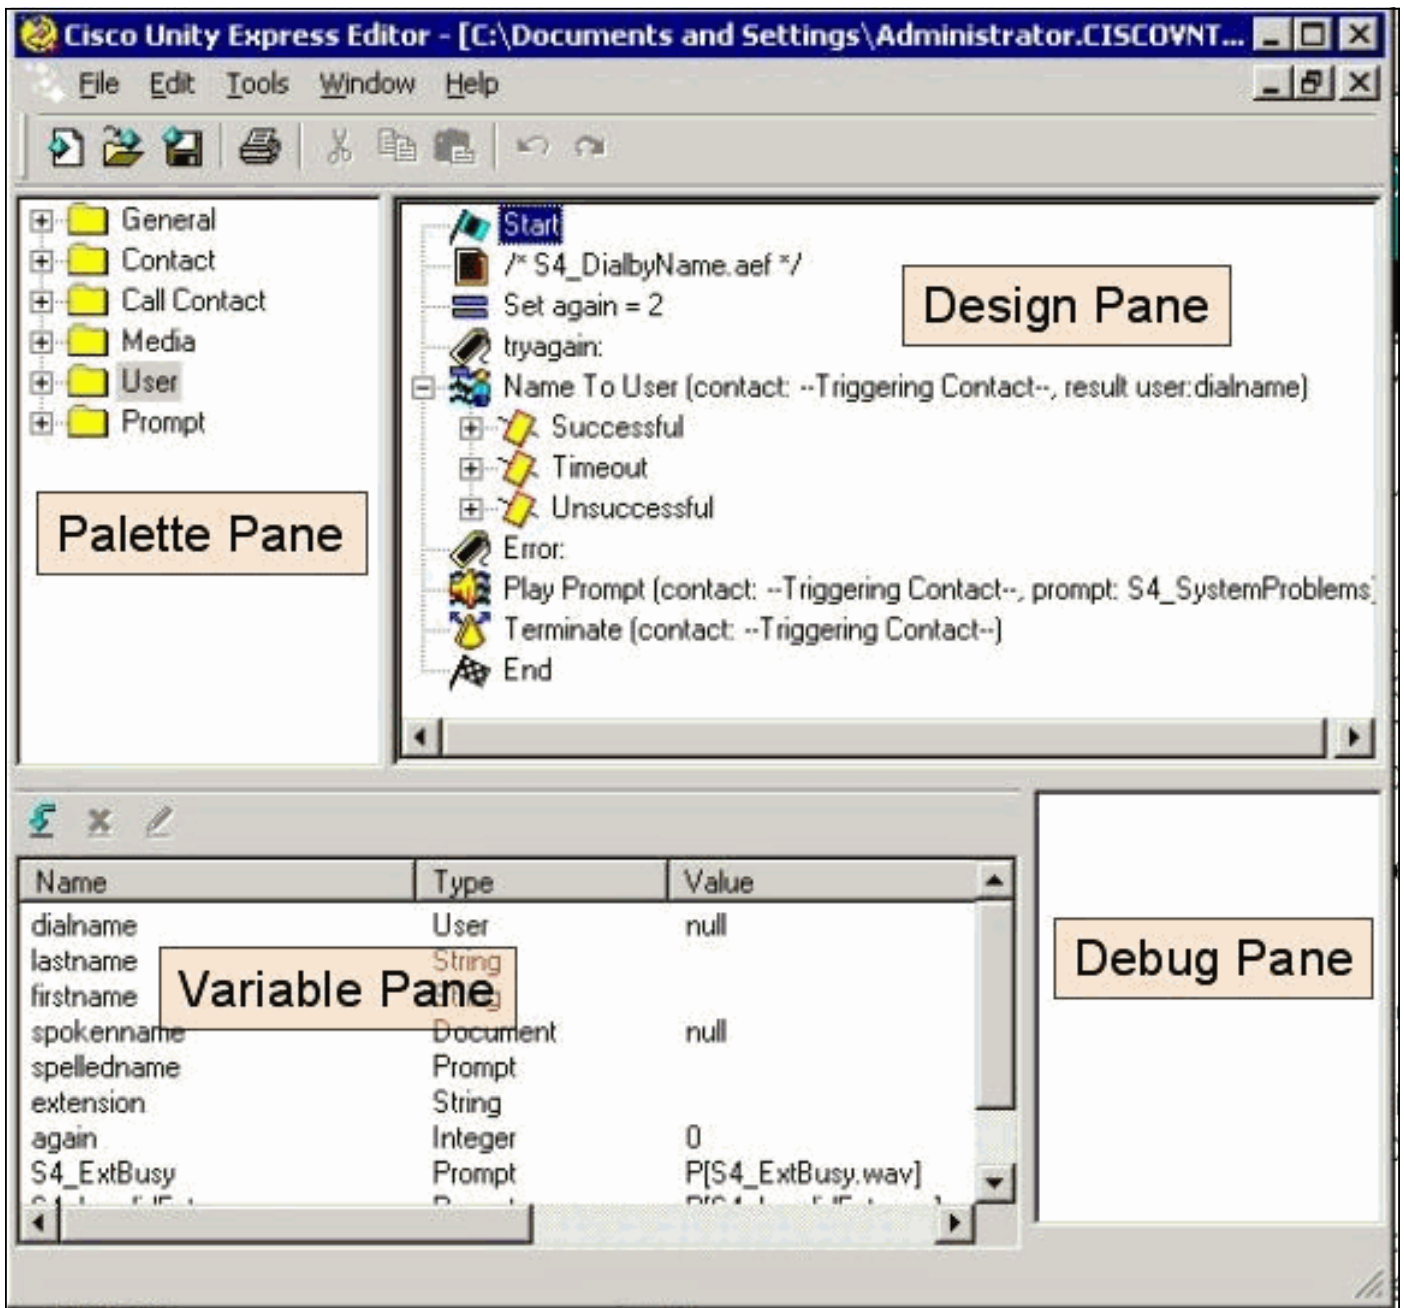 Cisco Unity Express Editor - [C:\Documents and Settings\Administrator.CISCOVNT...
File Edit Tools Window Help
General
Contact
Call Contact
Media
User
Prompt
Palette Pane
Start
/* S4_DialbyName.aef */
Set again = 2
tryagain:
Name To User (contact: --Triggering Contact--, result user:dialname)
Successful
Timeout
Unsuccessful
Error:
Play Prompt (contact: --Triggering Contact--, prompt: S4_SystemProblems)
Terminate (contact: --Triggering Contact--)
End
Design Pane
Name Type Value
dialname User null
lastname String
firstname String
spokenname Document null
spelledname Prompt
extension String
again Integer 0
S4_ExtBusy Prompt P[S4_ExtBusy.wav]
Variable Pane
Debug Pane